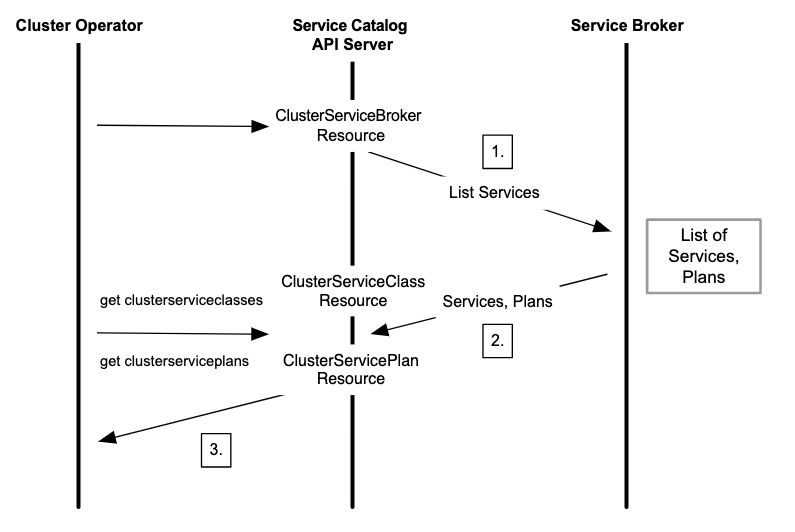 Cluster Operator
Service Catalog
API Server
Service Broker
ClusterServiceBroker
Resource
1.
List Services
List of
Services,
Plans
ClusterServiceClass
Resource
get clusterserviceclasses
Services, Plans
2.
get clusterserviceplans
ClusterServicePlan
Resource
3.